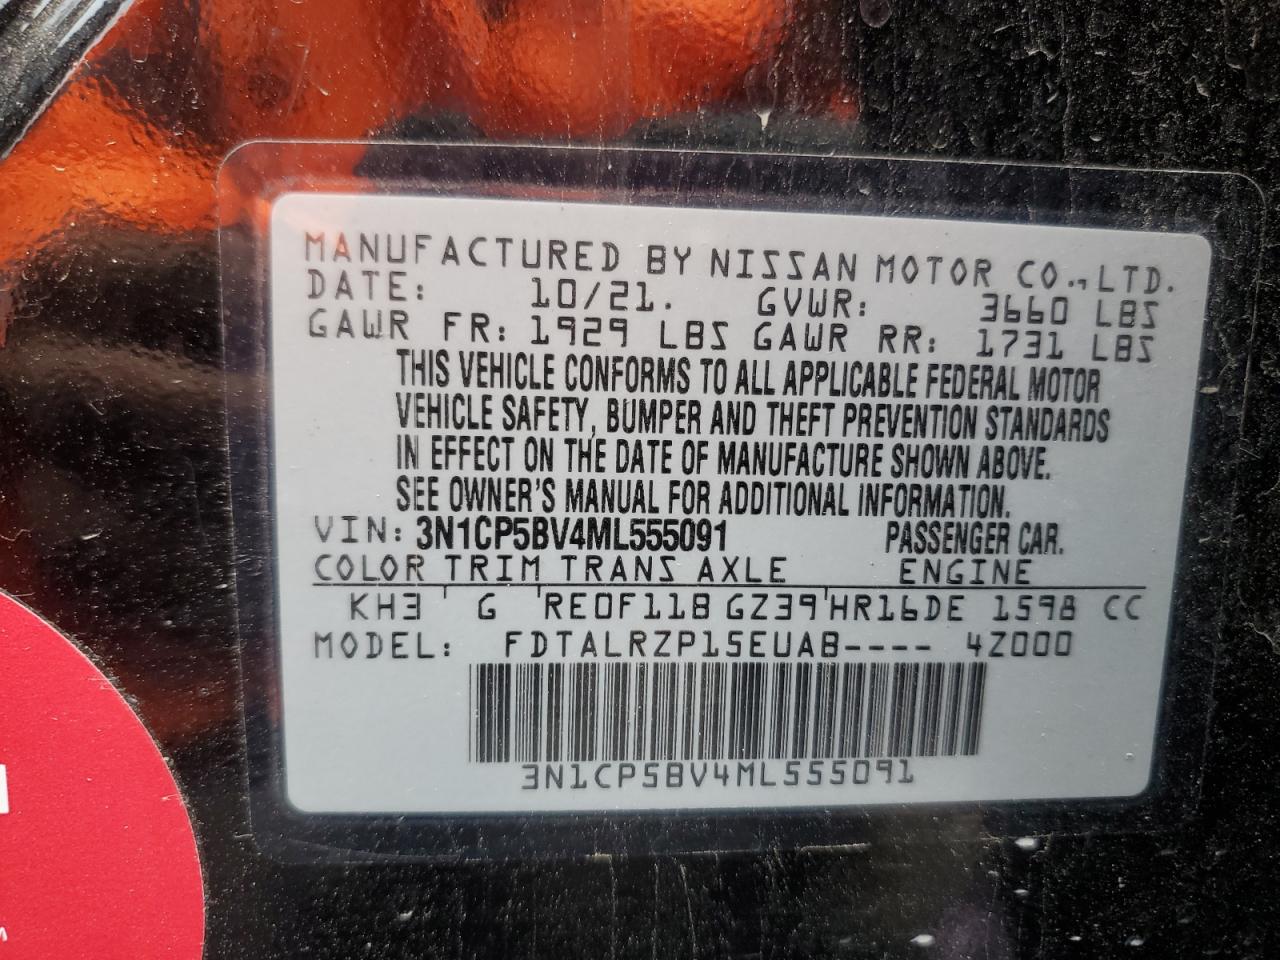 MANUFACTURED BY NISSAN MOTOR CO., LTD.
DATE: 10/21. GVWR: 3660 LBS
GAWR FR: 1929 LBS GAWR RR: 1731 LBS
THIS VEHICLE CONFORMS TO ALL APPLICABLE FEDERAL MOTOR
VEHICLE SAFETY, BUMPER AND THEFT PREVENTION STANDARDS
IN EFFECT ON THE DATE OF MANUFACTURE SHOWN ABOVE.
SEE OWNER'S MANUAL FOR ADDITIONAL INFORMATION.
VIN: 3N1CP5BV4ML555091 PASSENGER CAR.
COLOR TRIM TRANS AXLE ENGINE
KH3 G RE0F11B GZ39 HR16DE 1598 CC
MODEL: FDTALRZP15EUAB---- 4Z000
3N1CP5BV4ML555091